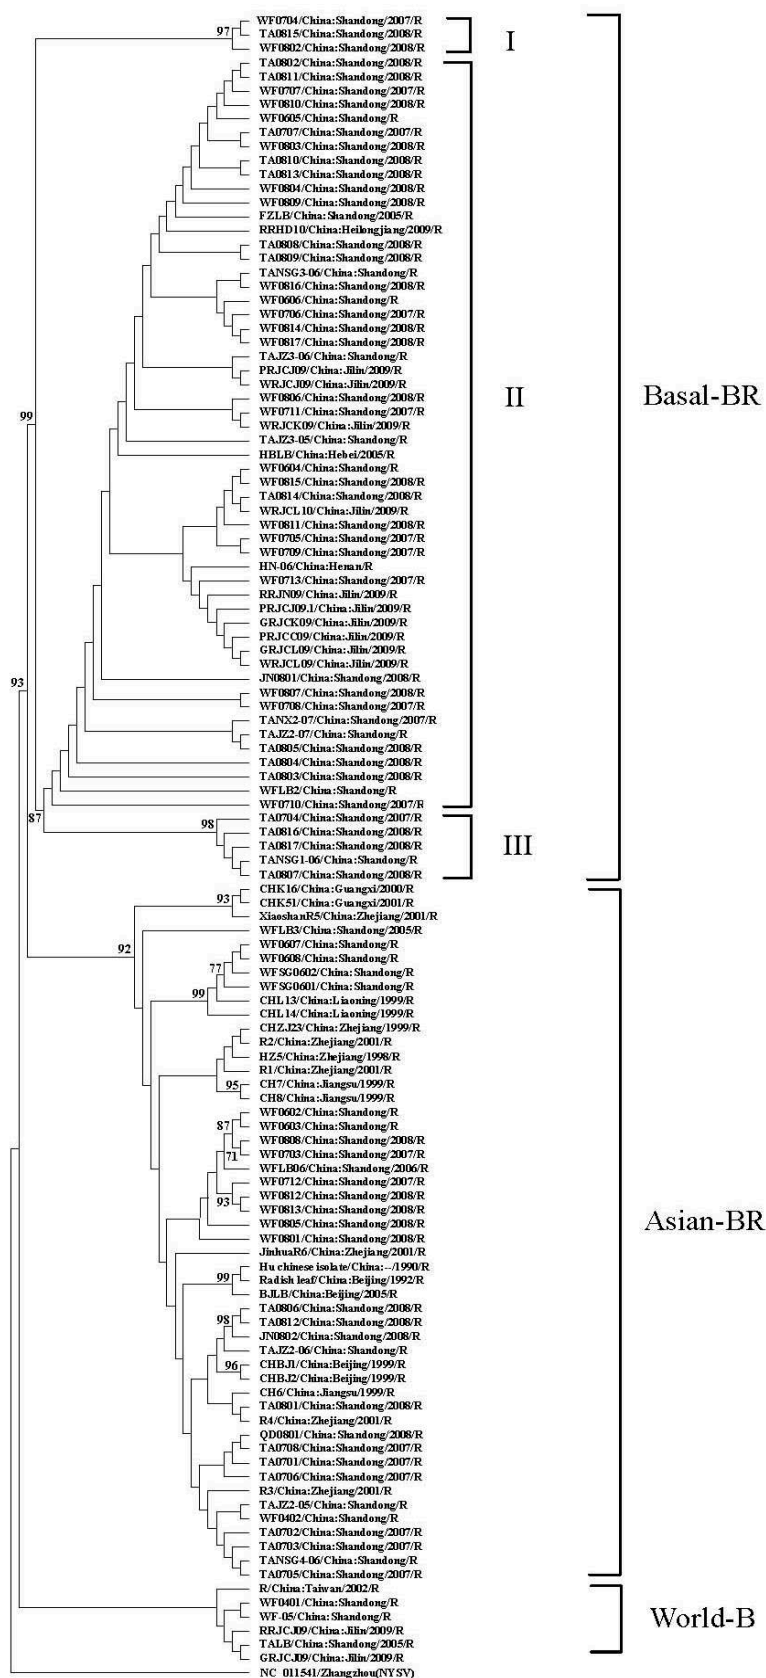 97 WF0704/China:Shandong/2007/R
TA0815/China:Shandong/2008/R
WF0802/China:Shandong/2008/R
I
TA0802/China:Shandong/2008/R
TA0811/China:Shandong/2008/R
WF0707/China:Shandong/2007/R
WF0810/China:Shandong/2008/R
WF0605/China:Shandong/R
TA0707/China:Shandong/2007/R
WF0803/China:Shandong/2008/R
TA0810/China:Shandong/2008/R
TA0813/China:Shandong/2008/R
WF0804/China:Shandong/2008/R
WF0809/China:Shandong/2008/R
FZLB/China:Shandong/2005/R
RRHD10/China:Heilongjiang/2009/R
TA0808/China:Shandong/2008/R
TA0809/China:Shandong/2008/R
TANSG3-06/China:Shandong/R
WF0816/China:Shandong/2008/R
WF0606/China:Shandong/R
WF0706/China:Shandong/2007/R
WF0814/China:Shandong/2008/R
WF0817/China:Shandong/2008/R
TAJZ3-06/China:Shandong/R
PRJCJ09/China:Jilin/2009/R
WRJCJ09/China:Jilin/2009/R
WF0806/China:Shandong/2008/R
II
Basal-BR
WF0711/China:Shandong/2007/R
99
WRJCK09/China:Jilin/2009/R
TAJZ3-05/China:Shandong/R
HBLB/China:Hebei/2005/R
WF0604/China:Shandong/R
WF0815/China:Shandong/2008/R
TA0814/China:Shandong/2008/R
WRJCL10/China:Jilin/2009/R
WF0811/China:Shandong/2008/R
WF0705/China:Shandong/2007/R
WF0709/China:Shandong/2007/R
HN-06/China:Henan/R
WF0713/China:Shandong/2007/R
RRJN09/China:Jilin/2009/R
PRJCJ09.1/China:Jilin/2009/R
GRJCK09/China:Jilin/2009/R
PRJCC09/China:Jilin/2009/R
GRJCL09/China:Jilin/2009/R
WRJCL09/China:Jilin/2009/R
93
JN0801/China:Shandong/2008/R
WF0807/China:Shandong/2008/R
WF0708/China:Shandong/2007/R
TANX2-07/China:Shandong/2007/R
TAJZ2-07/China:Shandong/R
TA0805/China:Shandong/2008/R
TA0804/China:Shandong/2008/R
TA0803/China:Shandong/2008/R
WFLB2/China:Shandong/R
WF0710/China:Shandong/2007/R
87
98 TA0704/China:Shandong/2007/R
TA0816/China:Shandong/2008/R
TA0817/China:Shandong/2008/R
III
TANSG1-06/China:Shandong/R
TA0807/China:Shandong/2008/R
93 CHK16/China:Guangxi/2000/R
CHK51/China:Guangxi/2001/R
XiaoshanR5/China:Zhejiang/2001/R
WFLB3/China:Shandong/2005/R
92
WF0607/China:Shandong/R
WF0608/China:Shandong/R
77
WFSG0602/China:Shandong/R
WFSG0601/China:Shandong/R
99
CHL13/China:Liaoning/1999/R
CHL14/China:Liaoning/1999/R
CHZJ23/China:Zhejiang/1999/R
R2/China:Zhejiang/2001/R
HZ5/China:Zhejiang/1998/R
R1/China:Zhejiang/2001/R
95 CH7/China:Jiangsu/1999/R
CH8/China:Jiangsu/1999/R
WF0602/China:Shandong/R
87
WF0603/China:Shandong/R
WF0808/China:Shandong/2008/R
71
WF0703/China:Shandong/2007/R
WFLB06/China:Shandong/2006/R
WF0712/China:Shandong/2007/R
93
WF0812/China:Shandong/2008/R
WF0813/China:Shandong/2008/R
Asian-BR
WF0805/China:Shandong/2008/R
WF0801/China:Shandong/2008/R
JinhuaR6/China:Zhejiang/2001/R
Hu chinese isolate/China:--/1990/R
99
Radish leaf/China:Beijing/1992/R
BJLB/China:Beijing/2005/R
TA0806/China:Shandong/2008/R
98
TA0812/China:Shandong/2008/R
JN0802/China:Shandong/2008/R
TAJZ2-06/China:Shandong/R
96 CHBJ1/China:Beijing/1999/R
CHBJ2/China:Beijing/1999/R
CH6/China:Jiangsu/1999/R
TA0801/China:Shandong/2008/R
R4/China:Zhejiang/2001/R
QD0801/China:Shandong/2008/R
TA0708/China:Shandong/2007/R
TA0701/China:Shandong/2007/R
TA0706/China:Shandong/2007/R
R3/China:Zhejiang/2001/R
TAJZ2-05/China:Shandong/R
WF0402/China:Shandong/R
TA0702/China:Shandong/2007/R
TA0703/China:Shandong/2007/R
TANSG4-06/China:Shandong/R
TA0705/China:Shandong/2007/R
R/China:Taiwan/2002/R
WF0401/China:Shandong/R
WF-05/China:Shandong/R
World-B
RRJCJ09/China:Jilin/2009/R
TALB/China:Shandong/2005/R
GRJCJ09/China:Jilin/2009/R
NC 011541/Zhangzhou(NYSV)